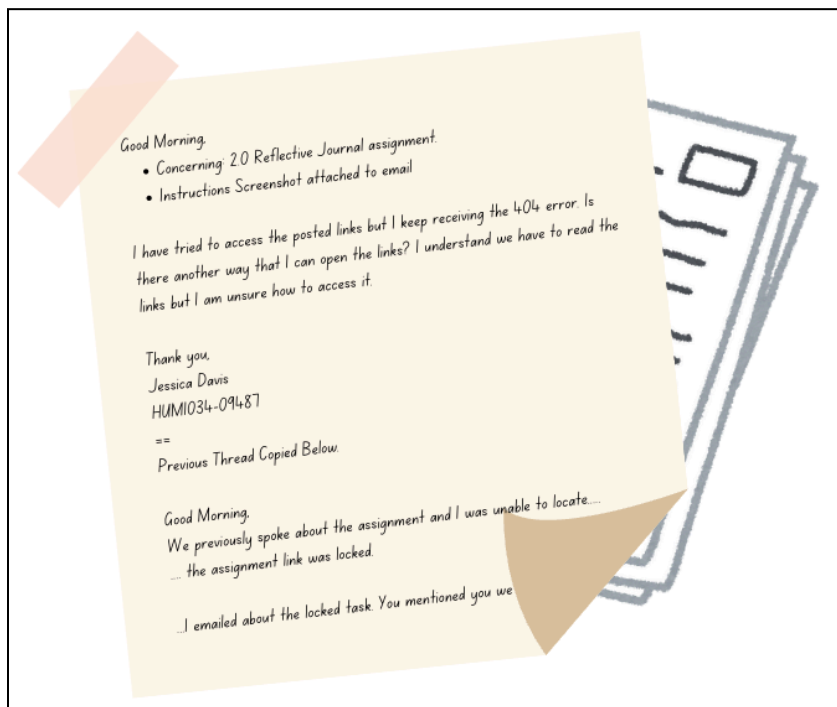 Good Morning,
• Concerning: 2.0 Reflective Journal assignment.
• Instructions Screenshot attached to email
I have tried to access the posted links but I keep receiving the 404 error. Is
there another way that I can open the links? I understand we have to read the
links but I am unsure how to access it.
Thank you,
Jessica Davis
HUM1034-09487
==
Previous Thread Copied Below.
Good Morning,
We previously spoke about the assignment and I was unable to locate.....
.... the assignment link was locked.
...I emailed about the locked task. You mentioned you we